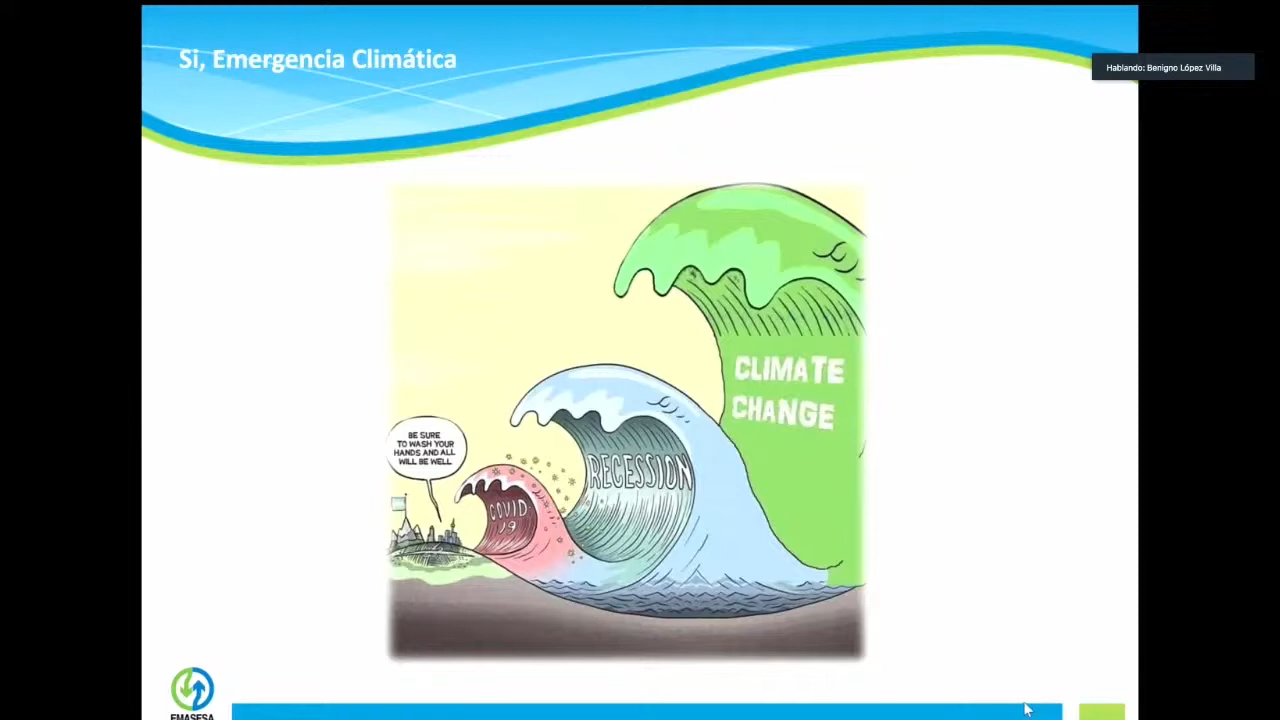 Si, Emergencia Climática
Hablando: Benigno López Villa
CLIMATE
CHANGE
BE SURE
TO WASH YOUR
HANDS AND ALL
WILL BE WELL
RECESSION
COVID
19
EMASESA